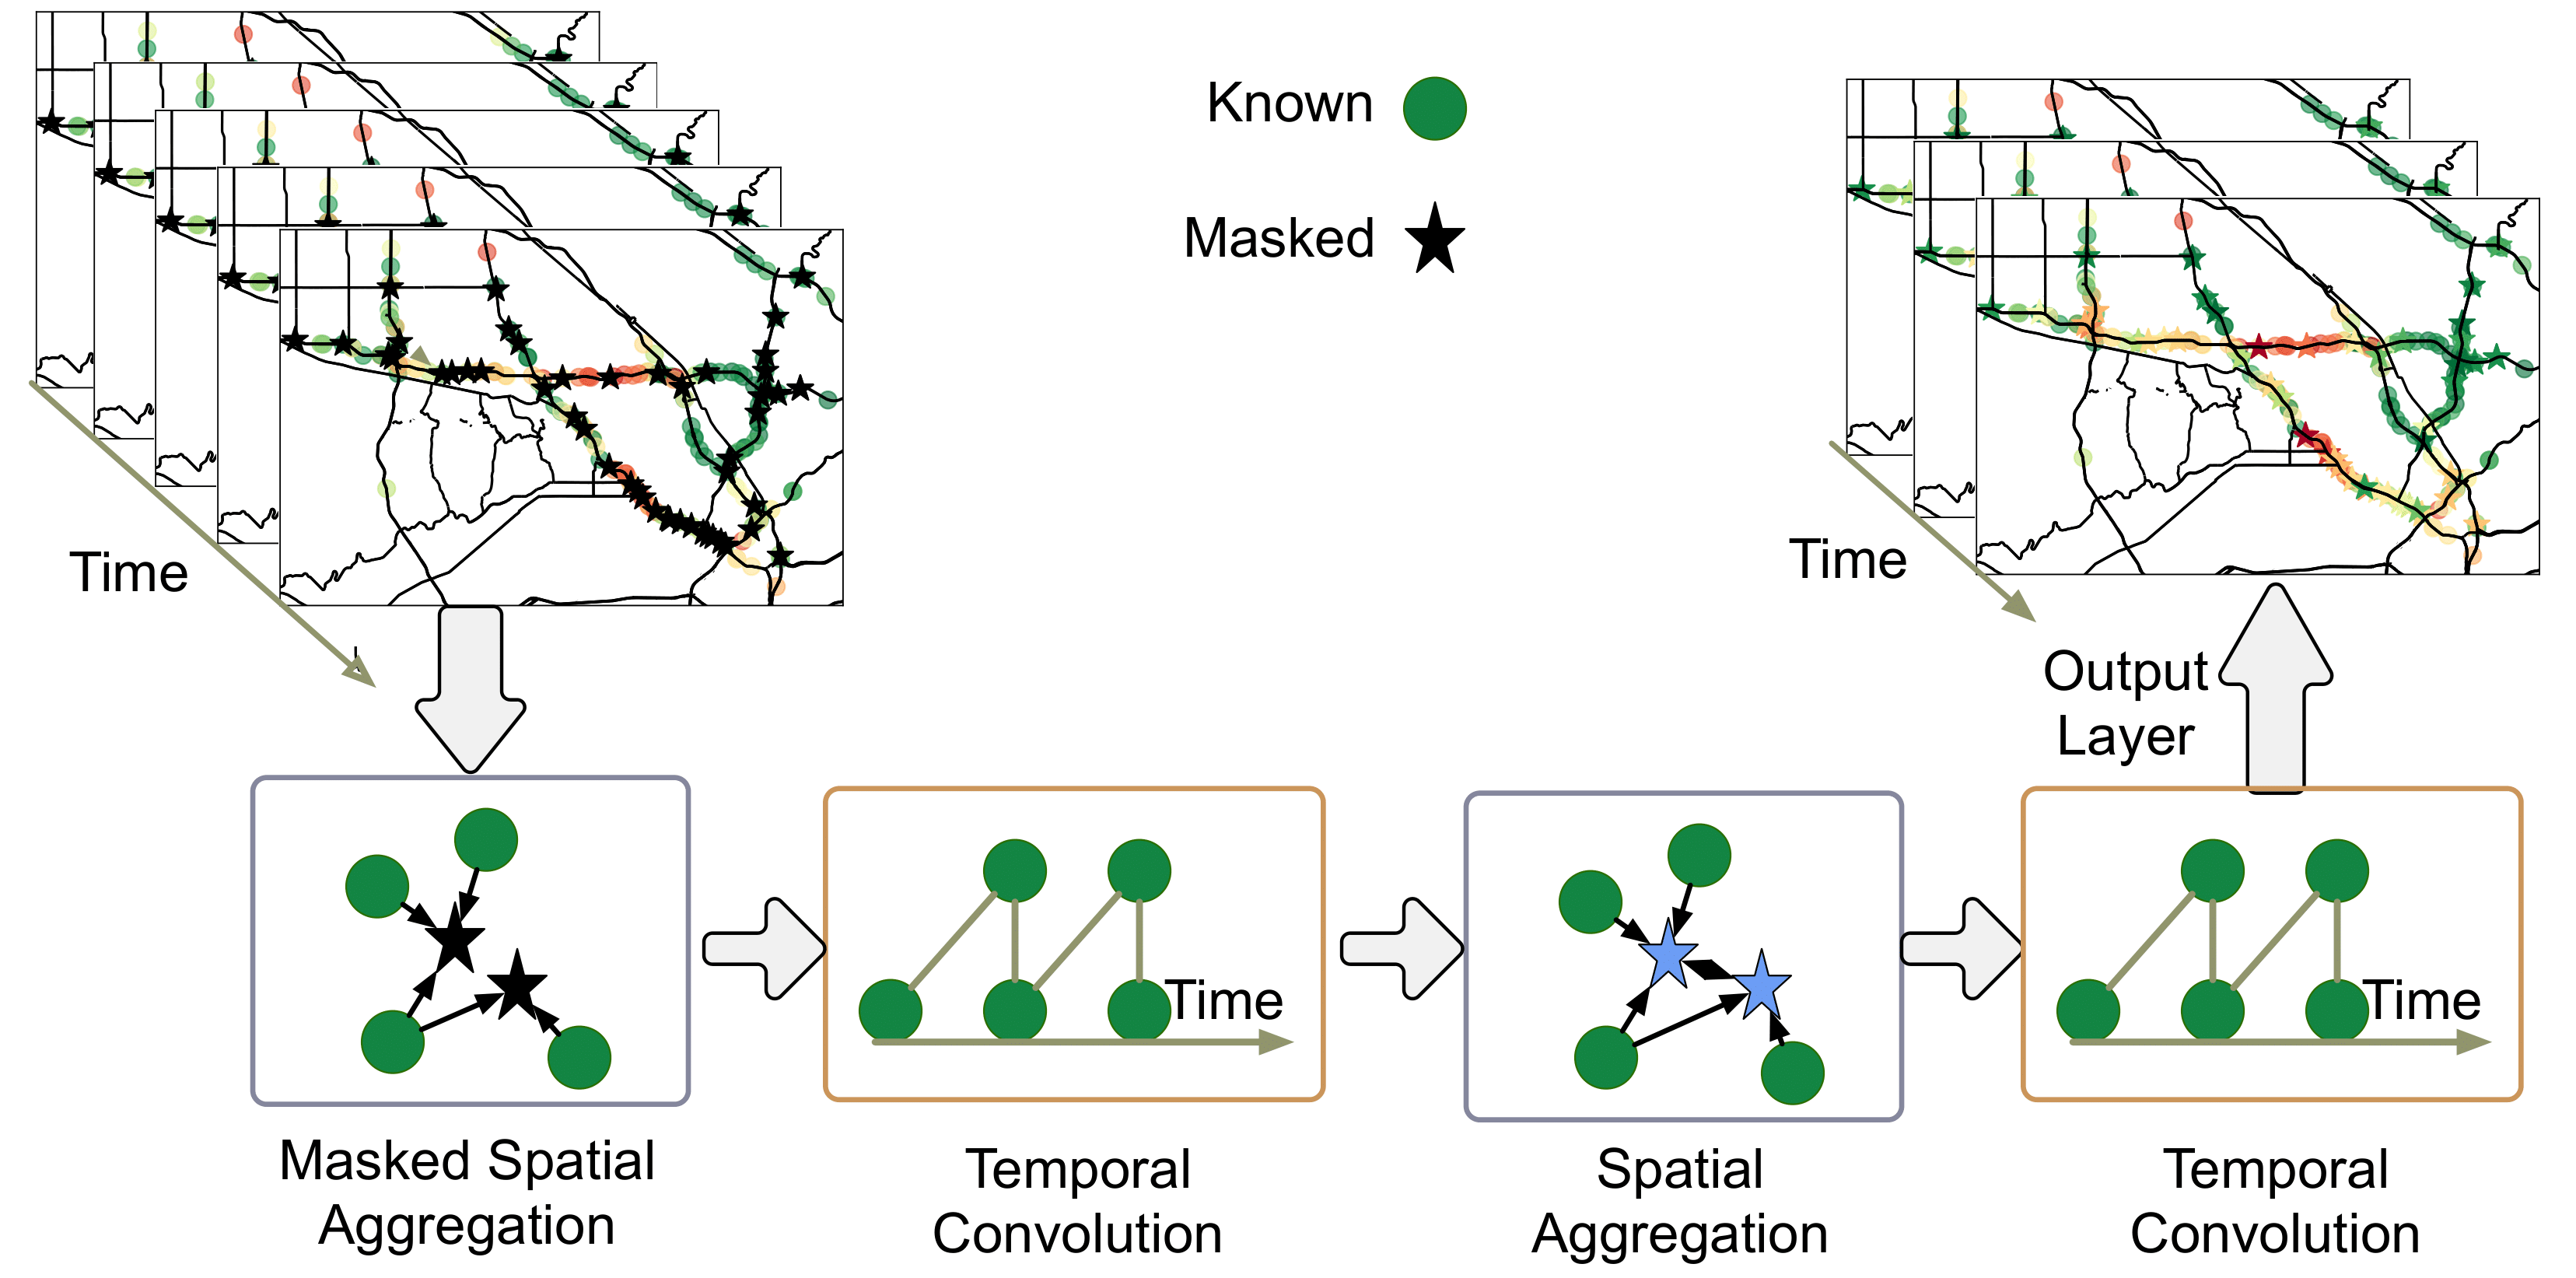 Known
Masked
Time
Time
Output
Layer
Time
Time
Masked Spatial
Aggregation
Temporal
Convolution
Spatial
Aggregation
Temporal
Convolution